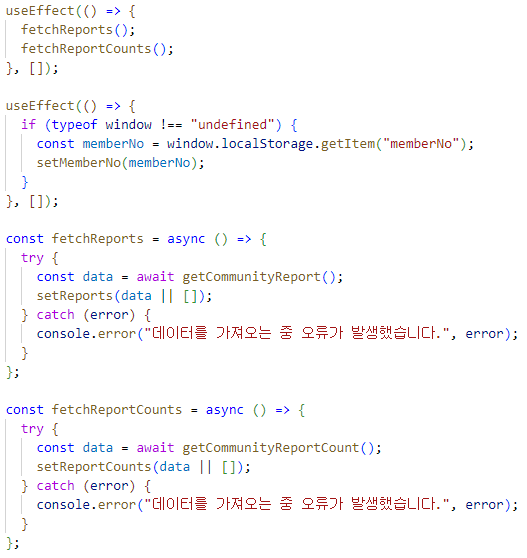 useEffect(() => {
  fetchReports();
  fetchReportCounts();
}, []);

useEffect(() => {
  if (typeof window !== "undefined") {
    const memberNo = window.localStorage.getItem("memberNo");
    setMemberNo(memberNo);
  }
}, []);

const fetchReports = async () => {
  try {
    const data = await getCommunityReport();
    setReports(data || []);
  } catch (error) {
    console.error("데이터를 가져오는 중 오류가 발생했습니다.", error);
  }
};

const fetchReportCounts = async () => {
  try {
    const data = await getCommunityReportCount();
    setReportCounts(data || []);
  } catch (error) {
    console.error("데이터를 가져오는 중 오류가 발생했습니다.", error);
  }
};